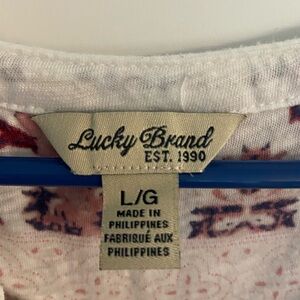 Lucky Brand
EST. 1990
L/G
MADE IN
PHILIPPINES
FABRIQUÉ AUX
PHILIPPINES